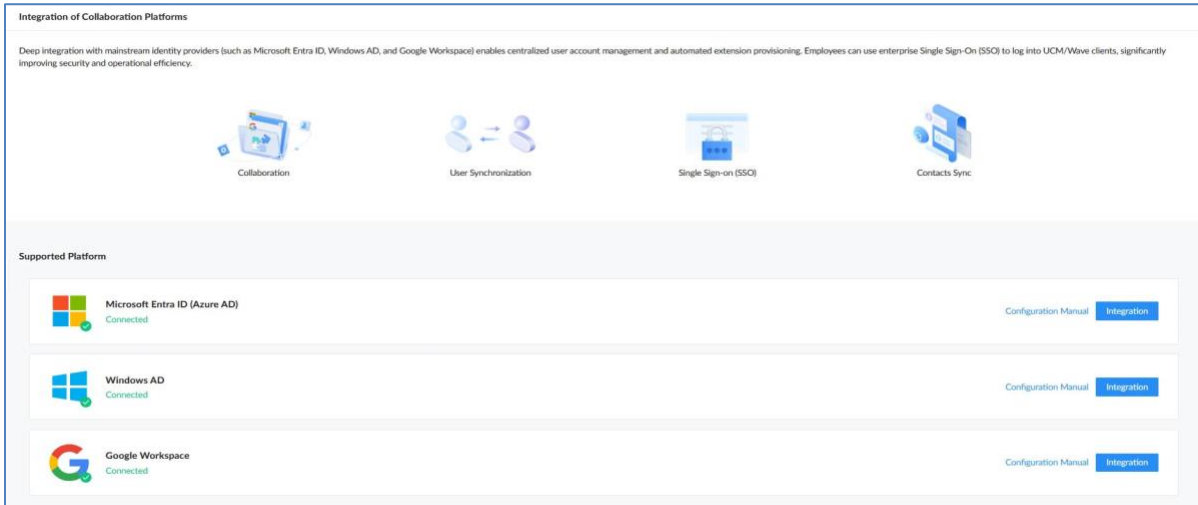 Integration of Collaboration Platforms
Deep integration with mainstream identity providers (such as Microsoft Entra ID, Windows AD, and Google Workspace) enables centralized user account management and automated extension provisioning. Employees can use enterprise Single Sign-On (SSO) to log into UCM/Wave clients, significantly
improving security and operational efficiency.
Collaboration
User Synchronization
Single Sign-on (SSO)
Contacts Sync
Supported Platform
Microsoft Entra ID (Azure AD)
Connected
Configuration Manual
Integration
Windows AD
Connected
Configuration Manual
Integration
Google Workspace
Connected
Configuration Manual
Integration